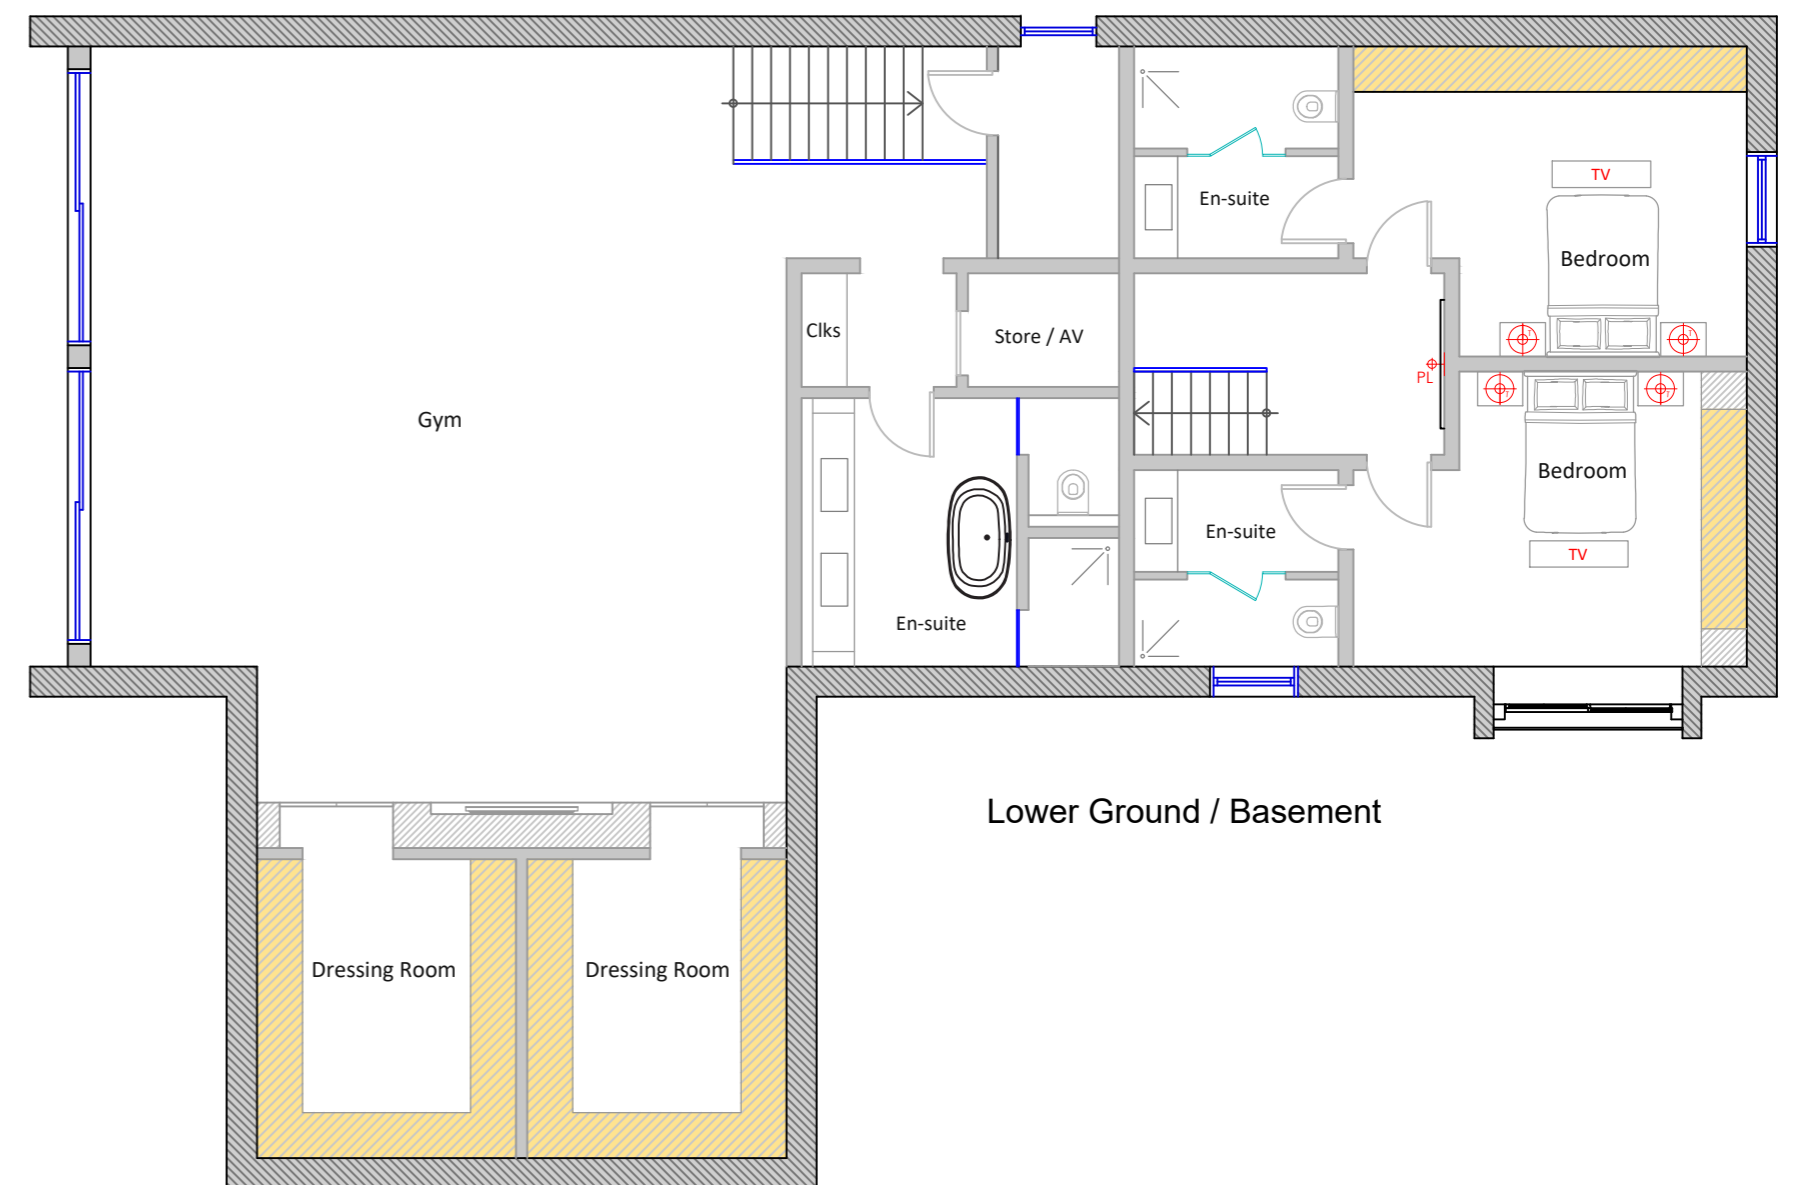 TV
En-suite
Bedroom
Clks
Store / AV
PL
Gym
Bedroom
En-suite
TV
En-suite
Lower Ground / Basement
Dressing Room
Dressing Room
T
T
T
T